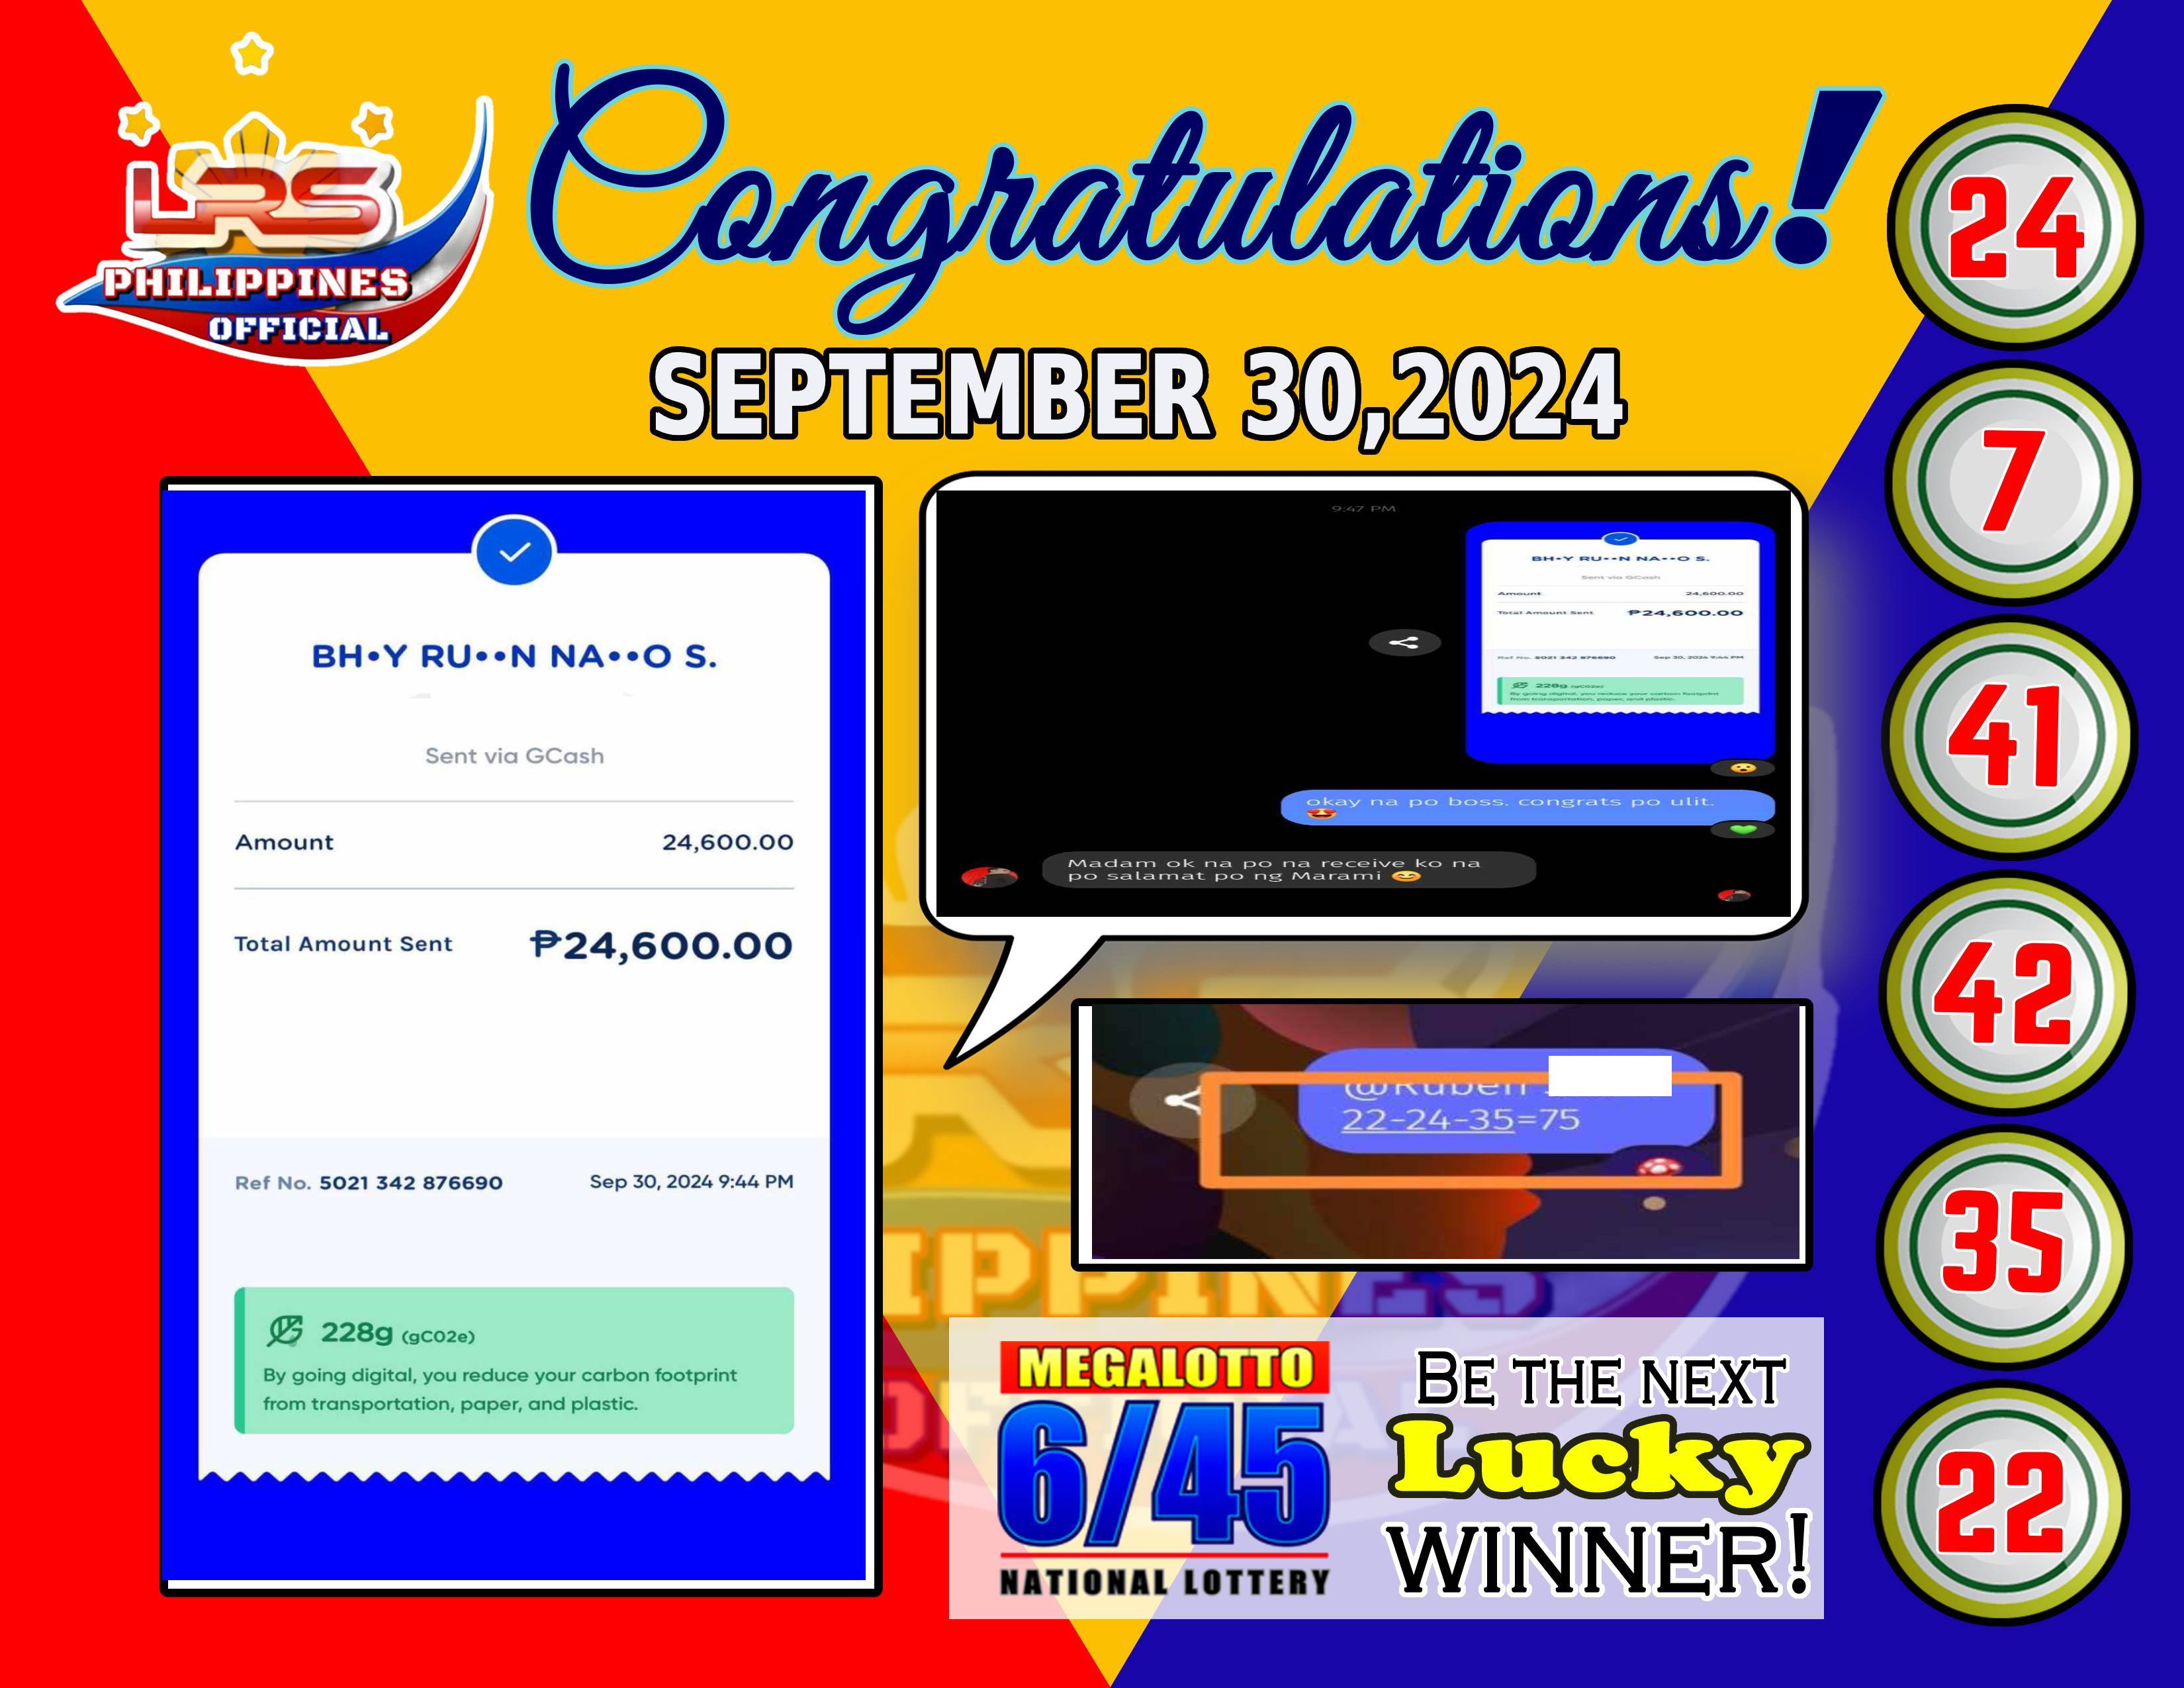 LRS
PHILIPPINES
OFFICIAL
Congratulations!
SEPTEMBER 30,2024
BH•Y RU••N NA••O S.
Sent via GCash
Amount 24,600.00
Total Amount Sent ₱24,600.00
Ref No. 5021 342 876690 Sep 30, 2024 9:44 PM
228g (gCO2e)
By going digital, you reduce your carbon footprint
from transportation, paper, and plastic.
9:47 PM
BH•Y RU••N NA••O S.
Sent via GCash
Amount 24,600.00
Total Amount Sent ₱24,600.00
Ref No. 5021 342 876690 Sep 30, 2024 9:44 PM
228g (gCO2e)
By going digital, you reduce your carbon footprint
from transportation, paper, and plastic.
okay na po boss. congrats po ulit.
Madam ok na po na receive ko na
po salamat po ng Marami
@Ruben
22-24-35=75
MEGALOTTO
6/45
NATIONAL LOTTERY
BE THE NEXT
Lucky
WINNER!
24
7
41
42
35
22